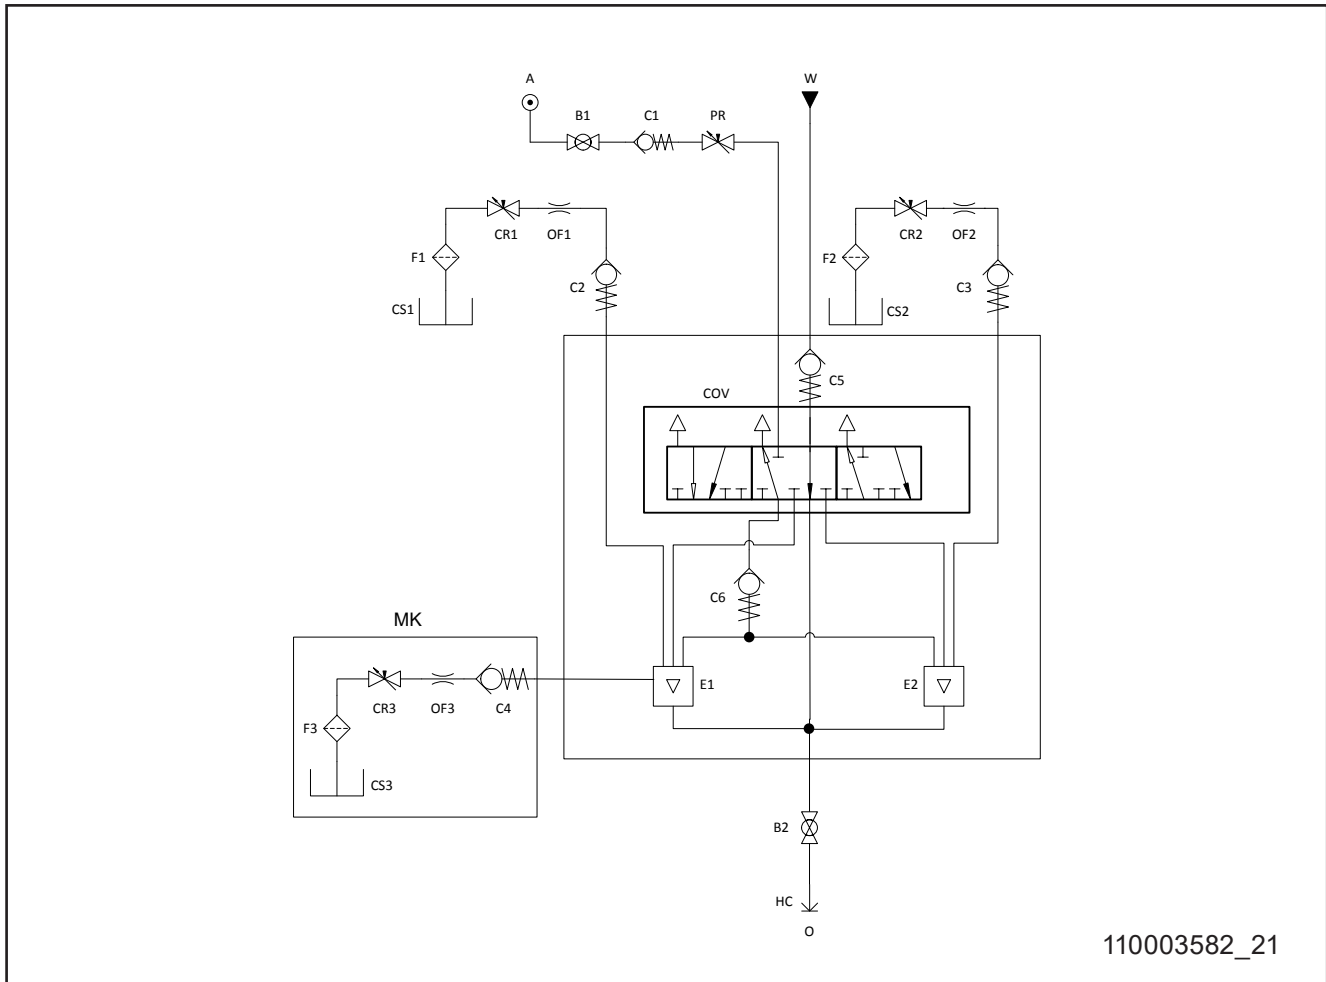 A
W
B1
C1
PR
CR1
OF1
CR2
OF2
F1
F2
C2
C3
CS1
CS2
C5
COV
C6
MK
E1
E2
CR3
OF3
C4
F3
CS3
B2
HC
O
110003582_21